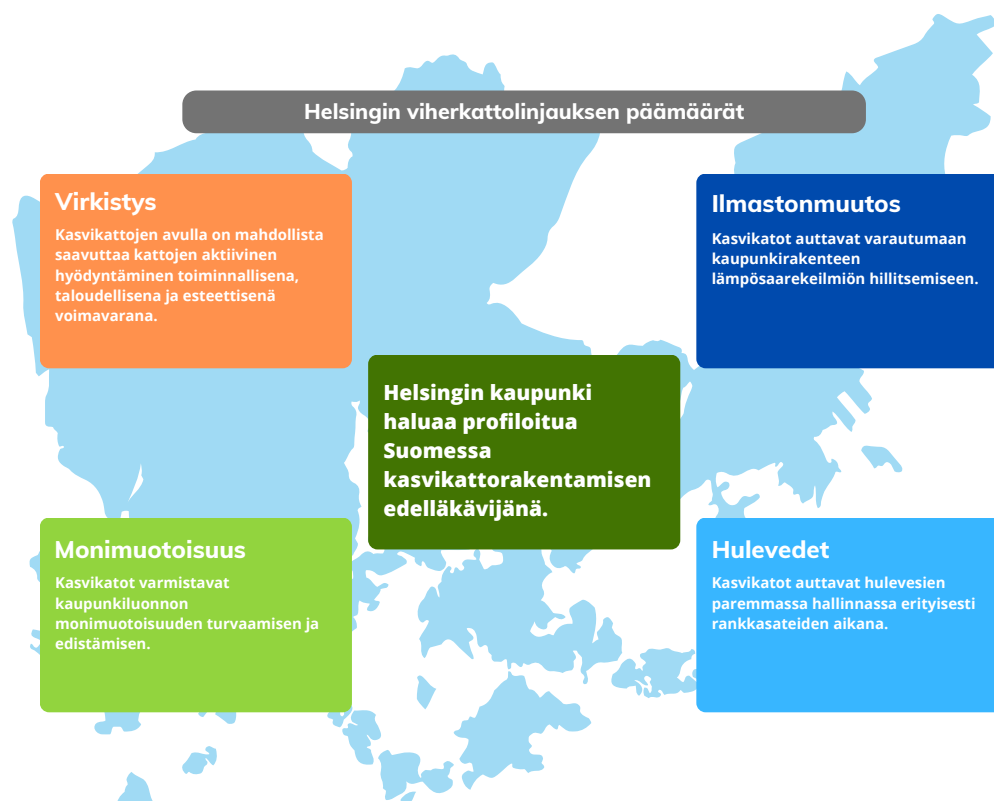 Helsingin viherkattolinjauksen päämäärät
Virkistys
Kasvikattojen avulla on mahdollista
saavuttaa kattojen aktiivinen
hyödyntäminen toiminnallisena,
taloudellisena ja esteettisenä
voimavarana.
Ilmastonmuutos
Kasvikatot auttavat varautumaan
kaupunkirakenteen
lämpösaarekeilmiön hillitsemiseen.
Helsingin kaupunki
haluaa profiloitua
Suomessa
kasvikattorakentamisen
edelläkävijänä.
Monimuotoisuus
Kasvikatot varmistavat
kaupunkiluonnon
monimuotoisuuden turvaamisen ja
edistämisen.
Hulevedet
Kasvikatot auttavat hulevesien
paremmassa hallinnassa erityisesti
rankkasateiden aikana.